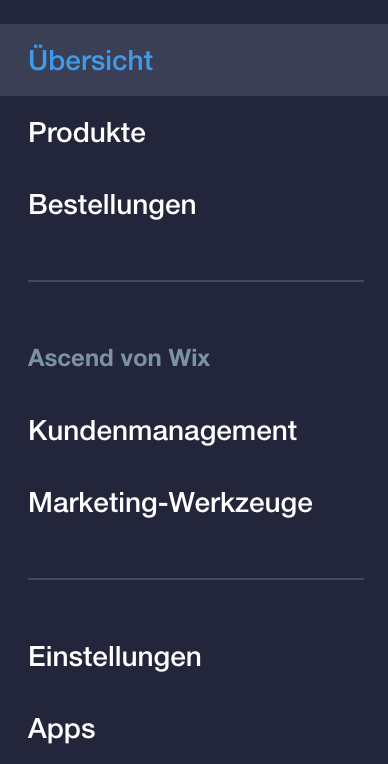 Übersicht
Produkte
Bestellungen
Ascend von Wix
Kundenmanagement
Marketing-Werkzeuge
Einstellungen
Apps